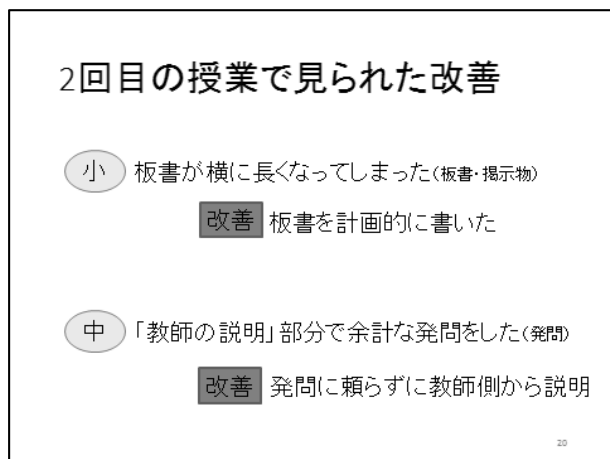 2回目の授業で見られた改善
小 板書が横に長くなってしまった(板書・掲示物)
改善 板書を計画的に書いた
中 「教師の説明」部分で余計な発問をした(発問)
改善 発問に頼らずに教師側から説明
20